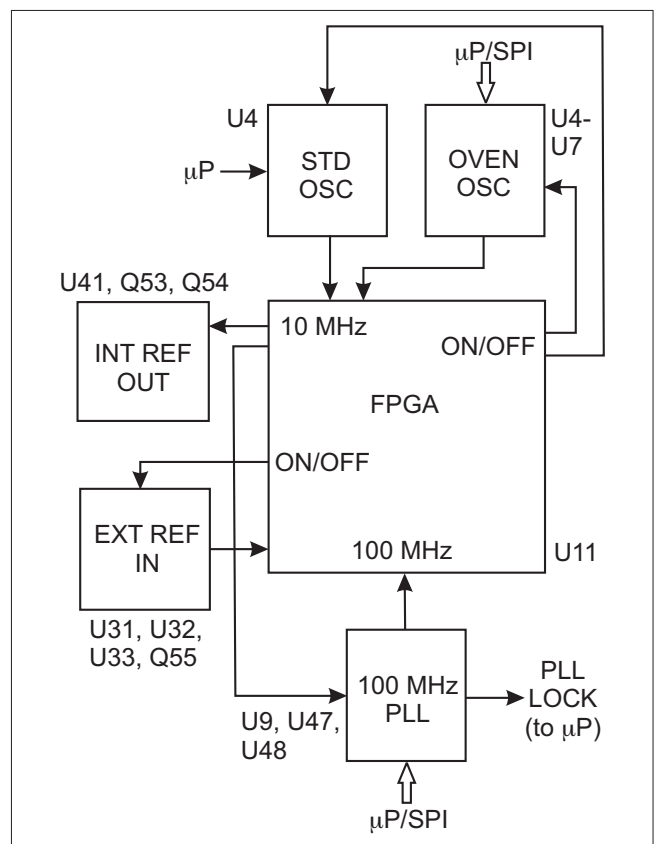 μP/SPI
U4
U4-
U7
STD
OSC
OVEN
OSC
μP
U41, Q53, Q54
10 MHz
INT REF
OUT
ON/OFF
FPGA
ON/OFF
EXT REF
IN
100 MHz
U11
U31, U32,
U33, Q55
100 MHz
PLL
PLL
LOCK
(to μP)
U9, U47,
U48
μP/SPI